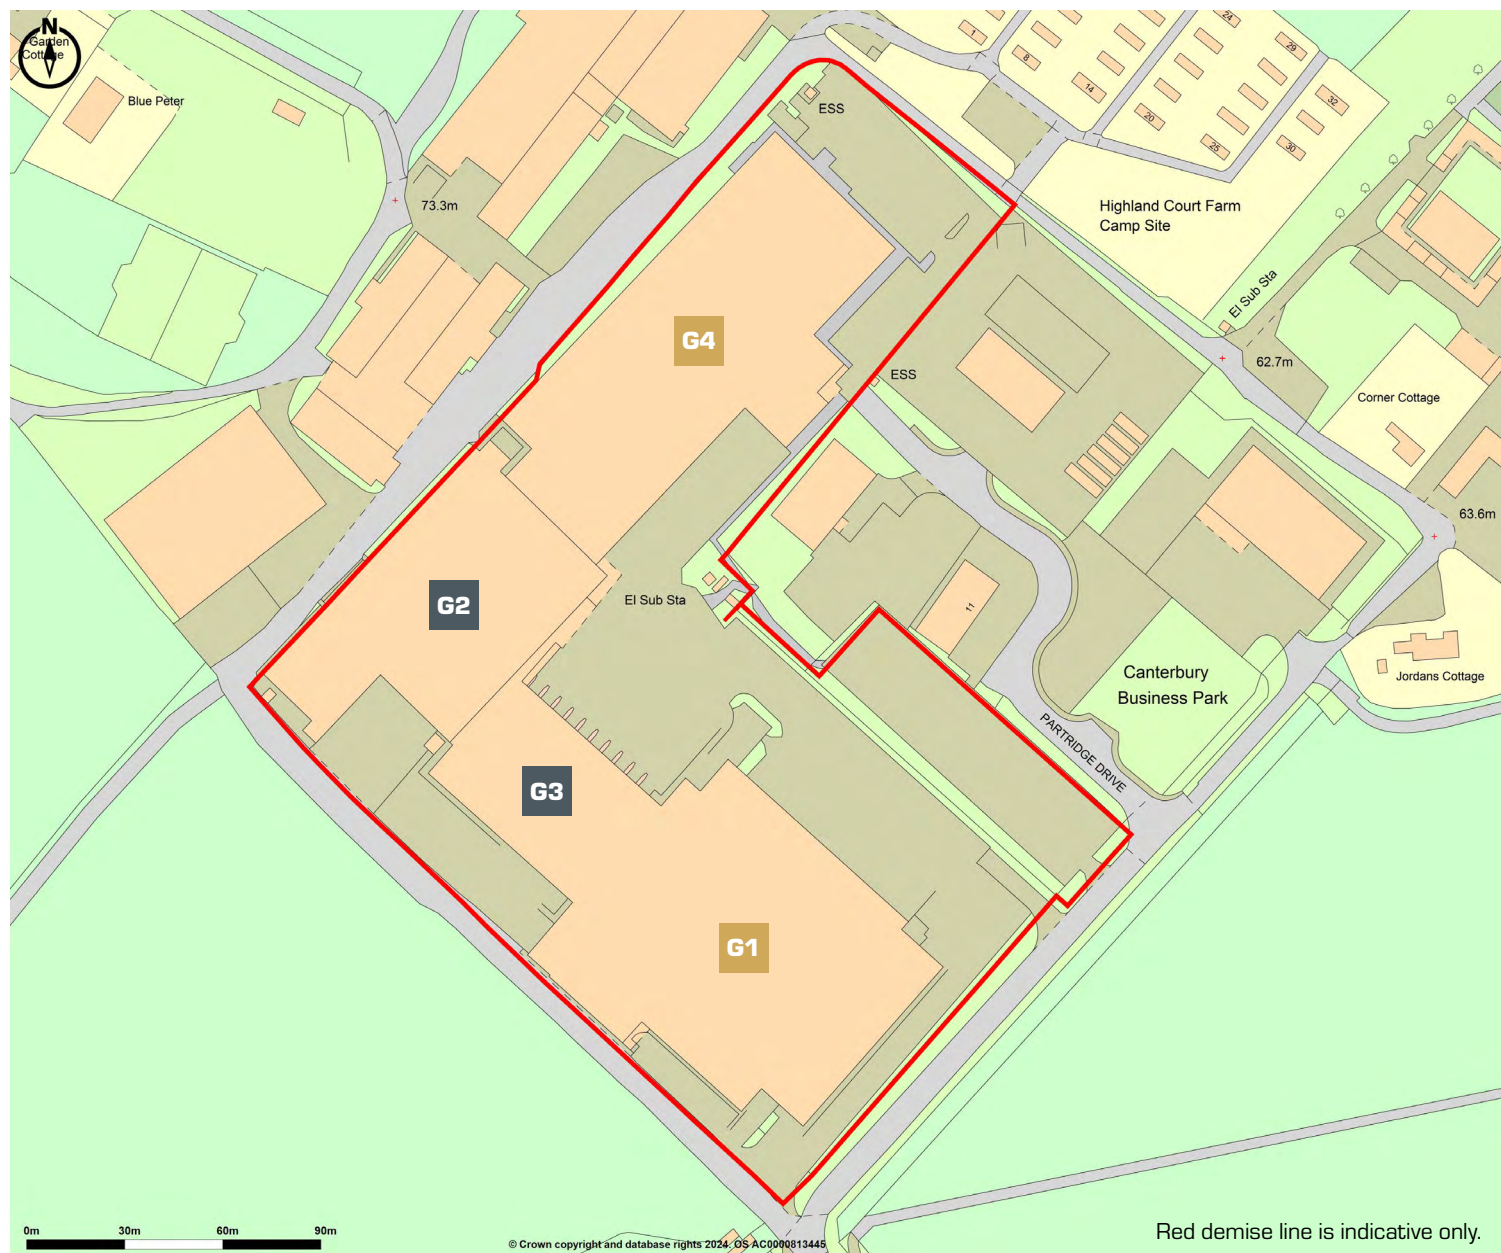 N
Garden
Cottage
Blue Peter
73.3m
ESS
1
8
14
20
24
25
29
30
32
Highland Court Farm
Camp Site
El Sub Sta
62.7m
Corner Cottage
63.6m
G4
ESS
G2
El Sub Sta
11
Canterbury
Business Park
Jordans Cottage
PARTRIDGE DRIVE
G3
G1
0m 30m 60m 90m
© Crown copyright and database rights 2024. OS AC0000813445
Red demise line is indicative only.